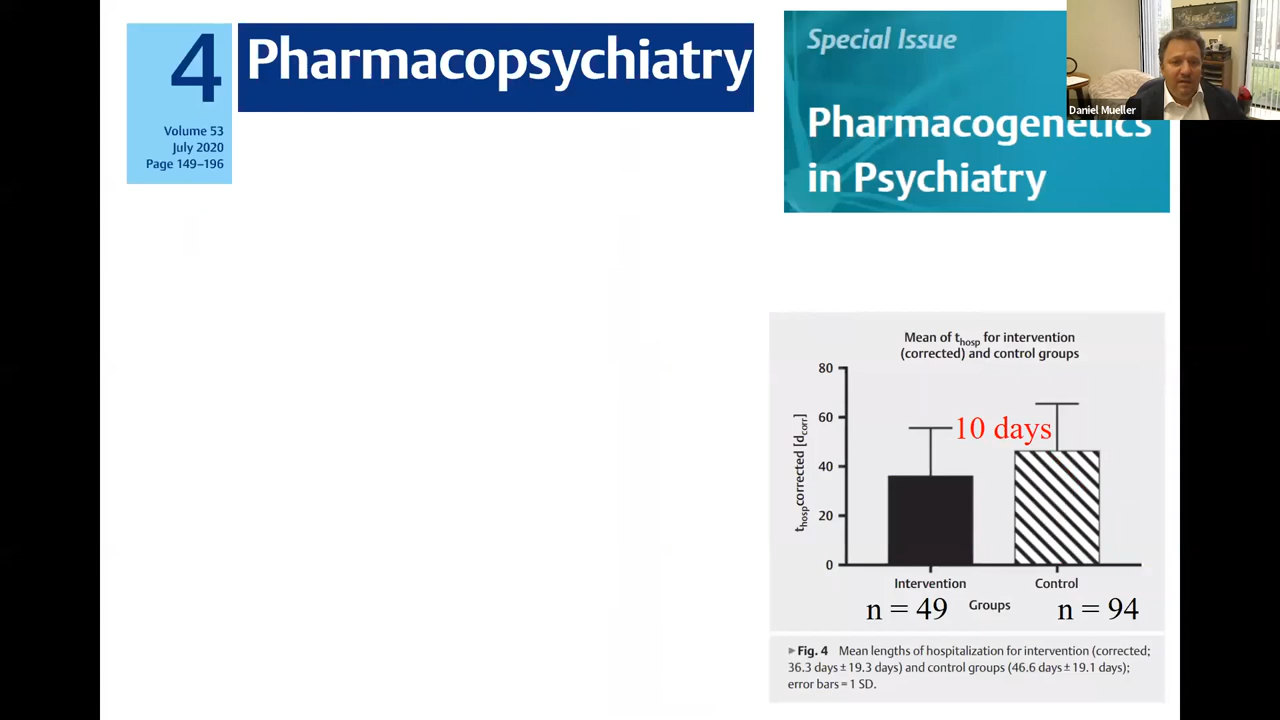 4
Volume 53
July 2020
Page 149–196
Pharmacopsychiatry
Special Issue
Pharmacogenetics
in Psychiatry
Daniel Mueller
Mean of thosp for intervention
(corrected) and control groups
80
60
40
20
0
thospcorrected [dcorr]
10 days
Intervention
Control
n = 49
Groups
n = 94
▶Fig. 4 Mean lengths of hospitalization for intervention (corrected;
36.3 days ± 19.3 days) and control groups (46.6 days ± 19.1 days);
error bars = 1 SD.